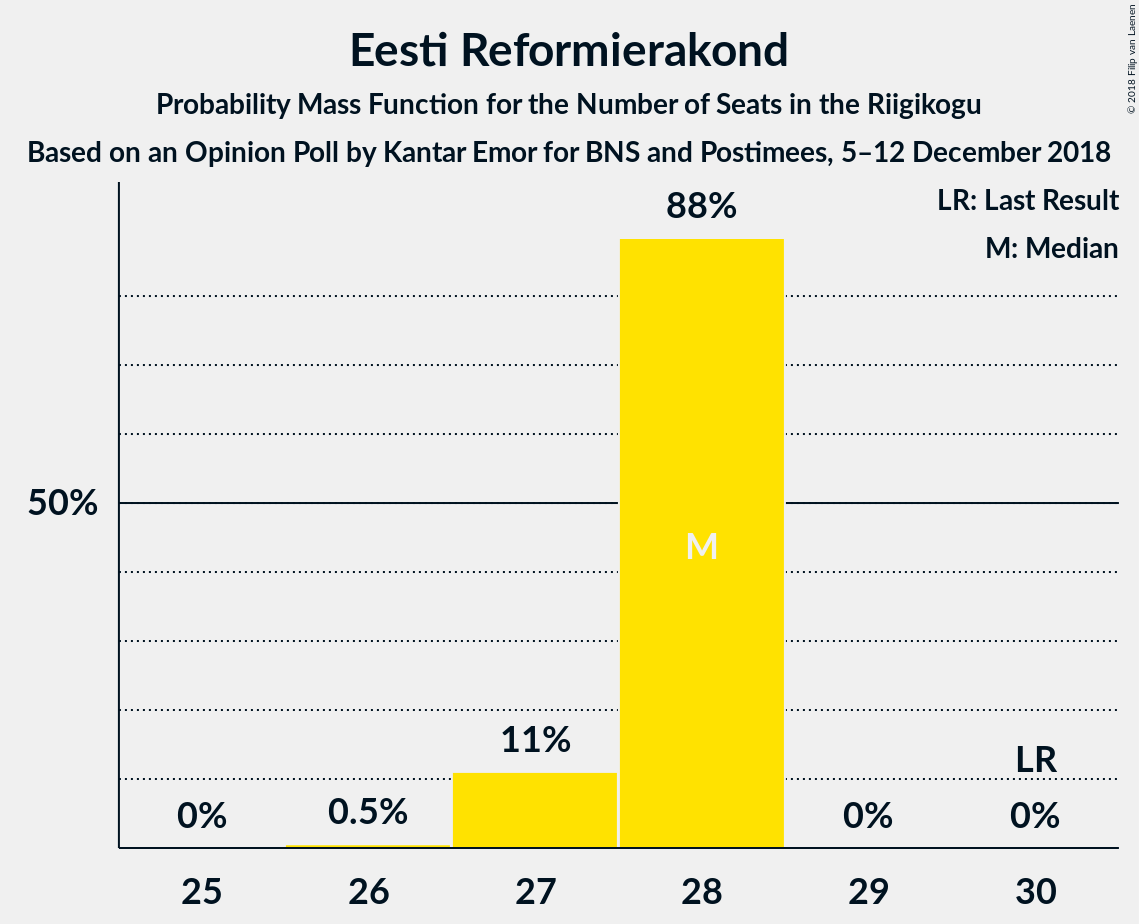 Eesti Reformierakond
Probability Mass Function for the Number of Seats in the Riigikogu
Based on an Opinion Poll by Kantar Emor for BNS and Postimees, 5–12 December 2018
© 2018 Filip van Laenen
LR: Last Result
M: Median
88%
50%
M
11%
LR
0%
0.5%
0%
0%
25
26
27
28
29
30